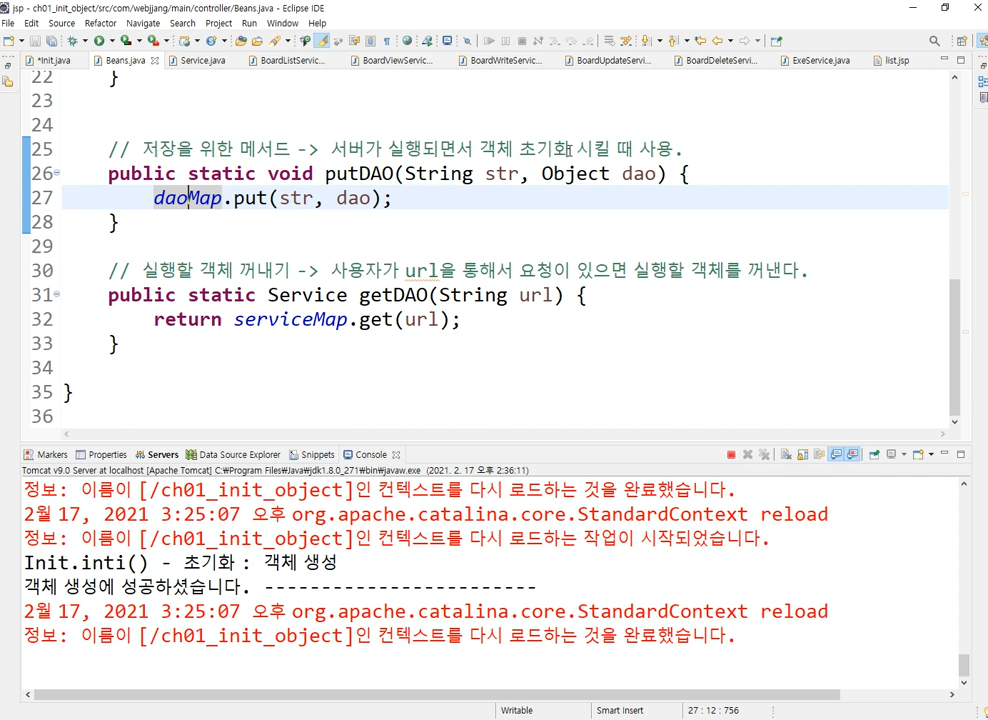 jsp - ch01_init_object/src/com/webjjang/main/controller/Beans.java - Eclipse IDE
File Edit Source Refactor Navigate Search Project Run Window Help
*Init.java Beans.java Service.java BoardListServic... BoardViewServic... BoardWriteServic... BoardUpdateServi... BoardDeleteServi... ExeService.java list.jsp
22 }
23
24
25 // 저장을 위한 메서드 -> 서버가 실행되면서 객체 초기화 시킬 때 사용.
26 public static void putDAO(String str, Object dao) {
27 daoMap.put(str, dao);
28 }
29
30 // 실행할 객체 꺼내기 -> 사용자가 url을 통해서 요청이 있으면 실행할 객체를 꺼낸다.
31 public static Service getDAO(String url) {
32 return serviceMap.get(url);
33 }
34
35 }
36
Markers Properties Servers Data Source Explorer Snippets Console
Tomcat v9.0 Server at localhost [Apache Tomcat] C:₩Program Files₩Java₩jdk1.8.0_271₩bin₩javaw.exe (2021. 2. 17 오후 2:36:11)
정보: 이름이 [/ch01_init_object]인 컨텍스트를 다시 로드하는 것을 완료했습니다.
2월 17, 2021 3:25:07 오후 org.apache.catalina.core.StandardContext reload
정보: 이름이 [/ch01_init_object]인 컨텍스트를 다시 로드하는 작업이 시작되었습니다.
Init.inti() - 초기화 : 객체 생성
객체 생성에 성공하셨습니다. ------------------------
2월 17, 2021 3:25:07 오후 org.apache.catalina.core.StandardContext reload
정보: 이름이 [/ch01_init_object]인 컨텍스트를 다시 로드하는 것을 완료했습니다.
Writable Smart Insert 27 : 12 : 756